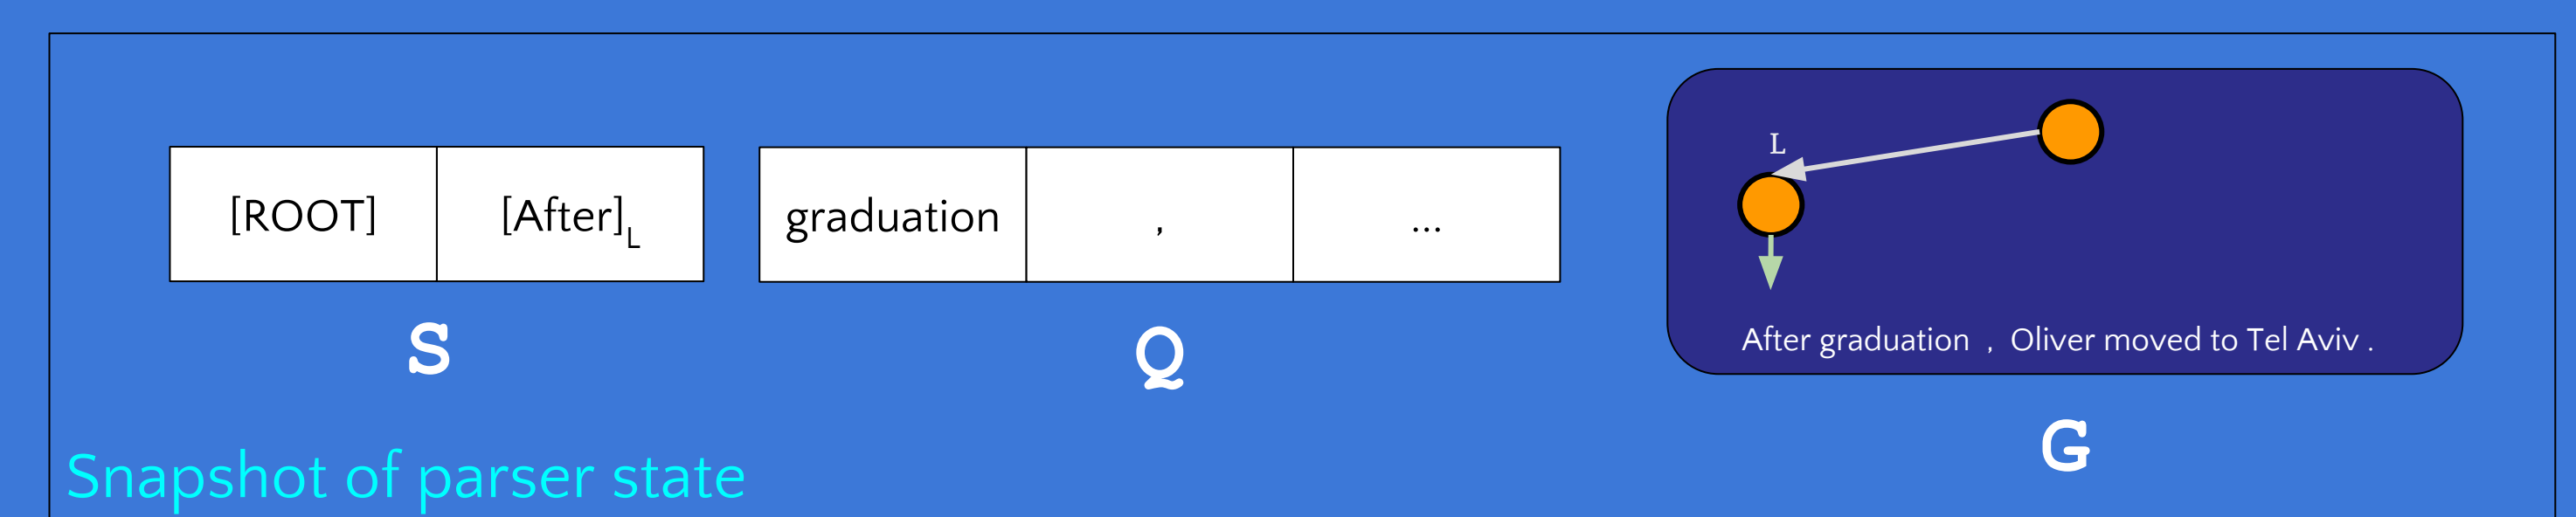 L
[ROOT] [After]L graduation , ...
After graduation , Oliver moved to Tel Aviv .
S Q
G
Snapshot of parser state